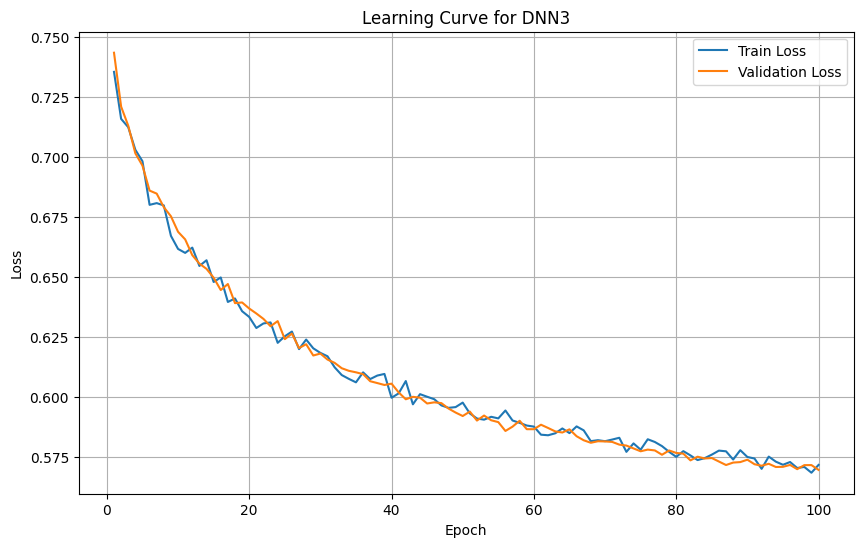 Learning Curve for DNN3
Train Loss
Validation Loss
Loss
0.750
0.725
0.700
0.675
0.650
0.625
0.600
0.575
0 20 40 60 80 100
Epoch